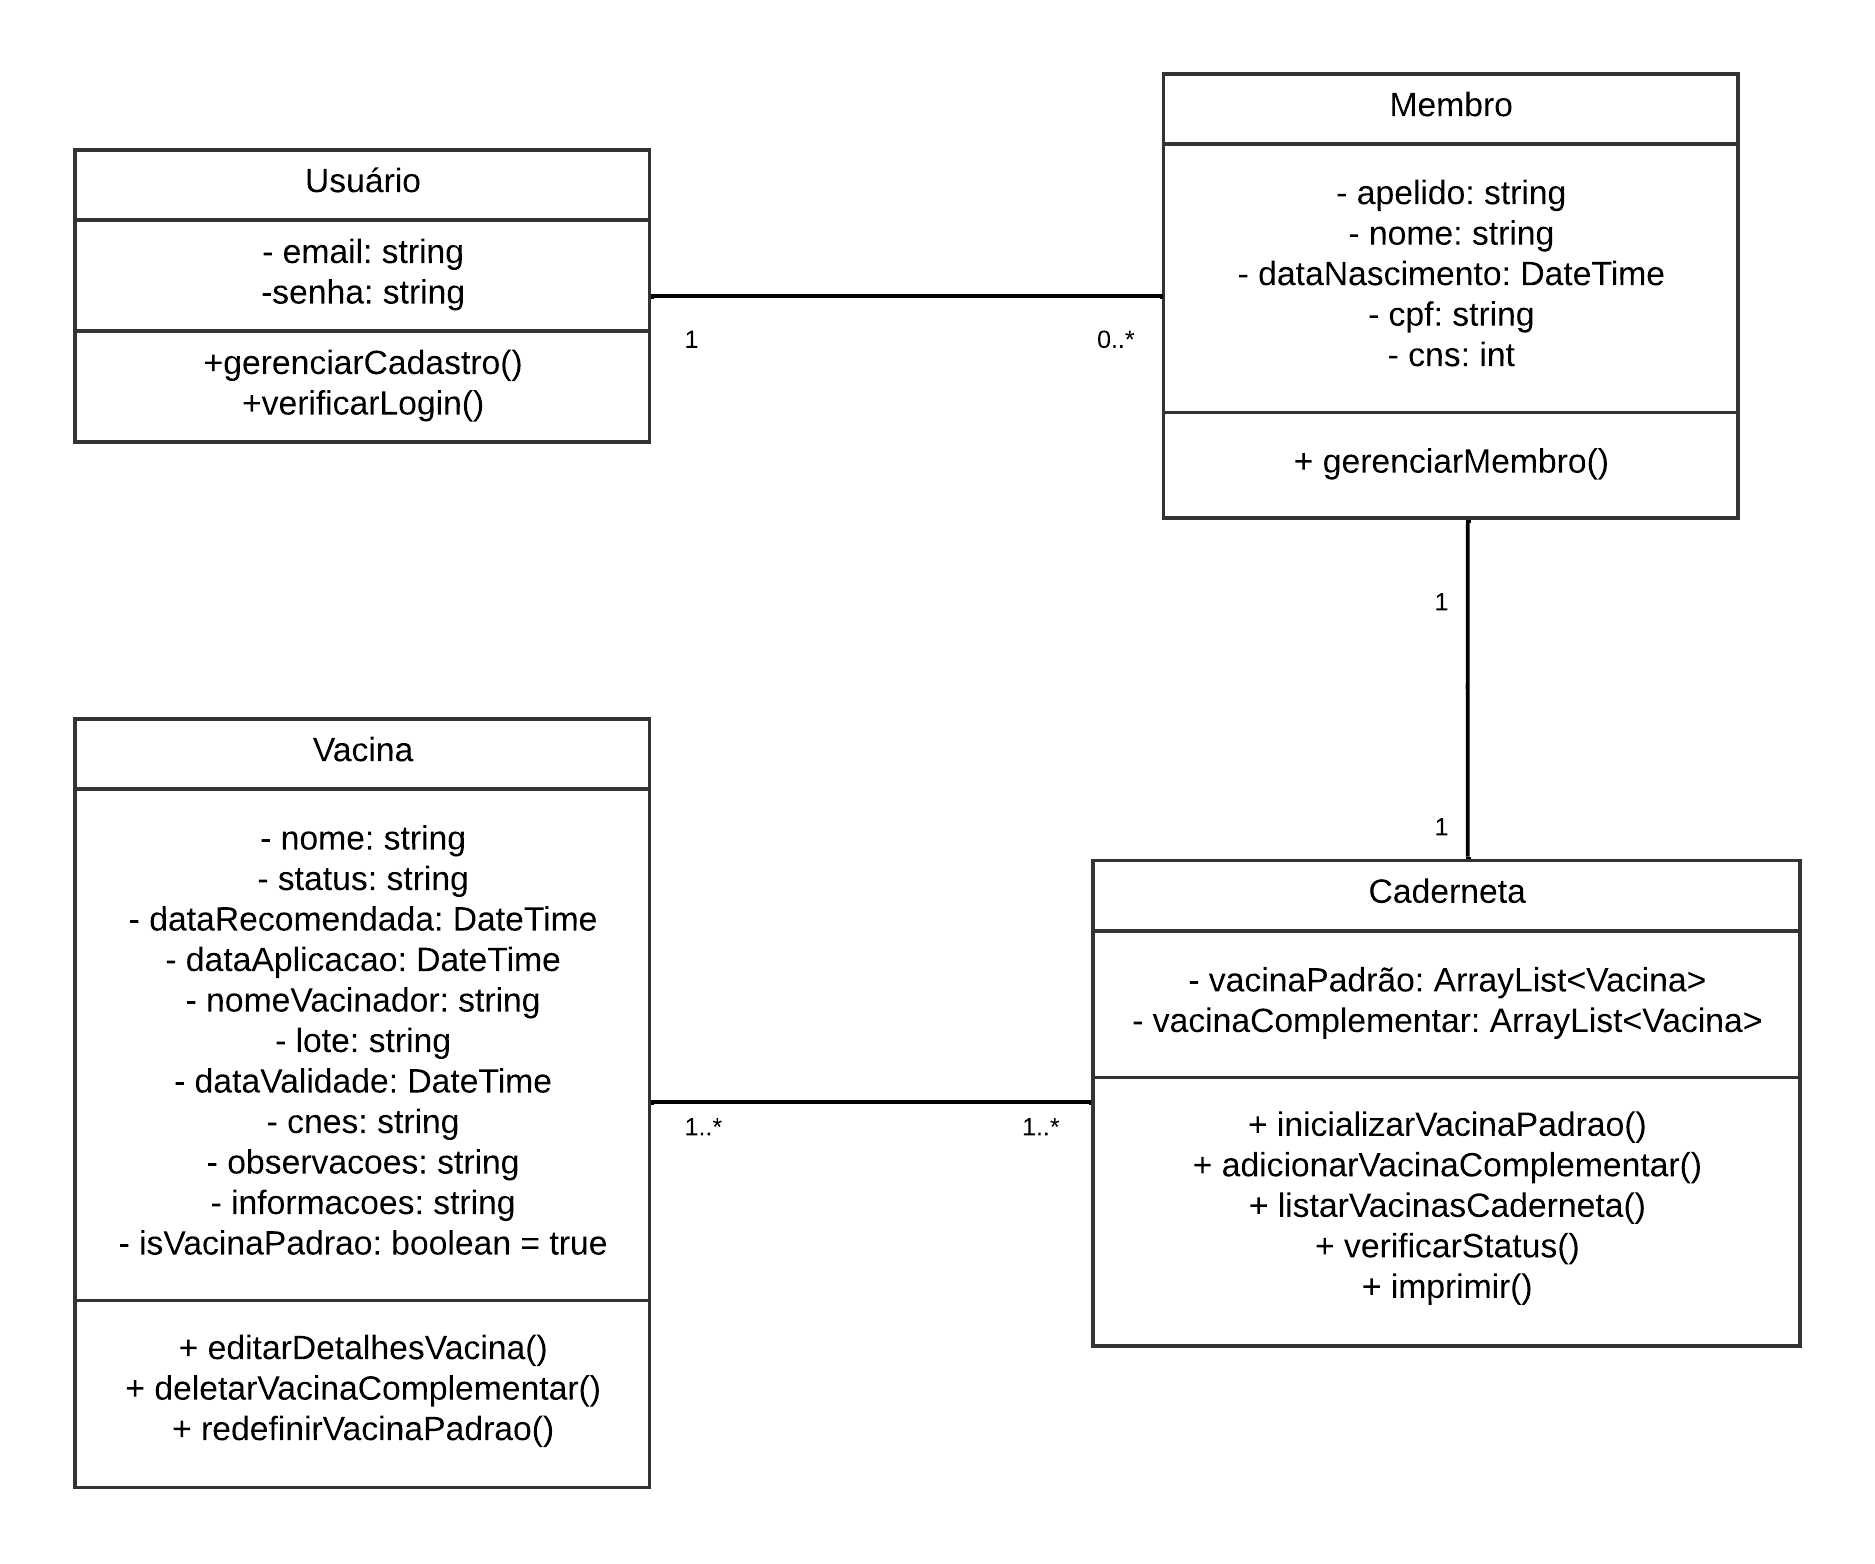 Usuário
- email: string
-senha: string
+gerenciarCadastro()
+verificarLogin()
1
0..*
Membro
- apelido: string
- nome: string
- dataNascimento: DateTime
- cpf: string
- cns: int
+ gerenciarMembro()
1
1
Vacina
- nome: string
- status: string
- dataRecomendada: DateTime
- dataAplicacao: DateTime
- nomeVacinador: string
- lote: string
- dataValidade: DateTime
- cnes: string
- observacoes: string
- informacoes: string
- isVacinaPadrao: boolean = true
+ editarDetalhesVacina()
+ deletarVacinaComplementar()
+ redefinirVacinaPadrao()
1..*
1..*
Caderneta
- vacinaPadrão: ArrayList<Vacina>
- vacinaComplementar: ArrayList<Vacina>
+ inicializarVacinaPadrao()
+ adicionarVacinaComplementar()
+ listarVacinasCaderneta()
+ verificarStatus()
+ imprimir()